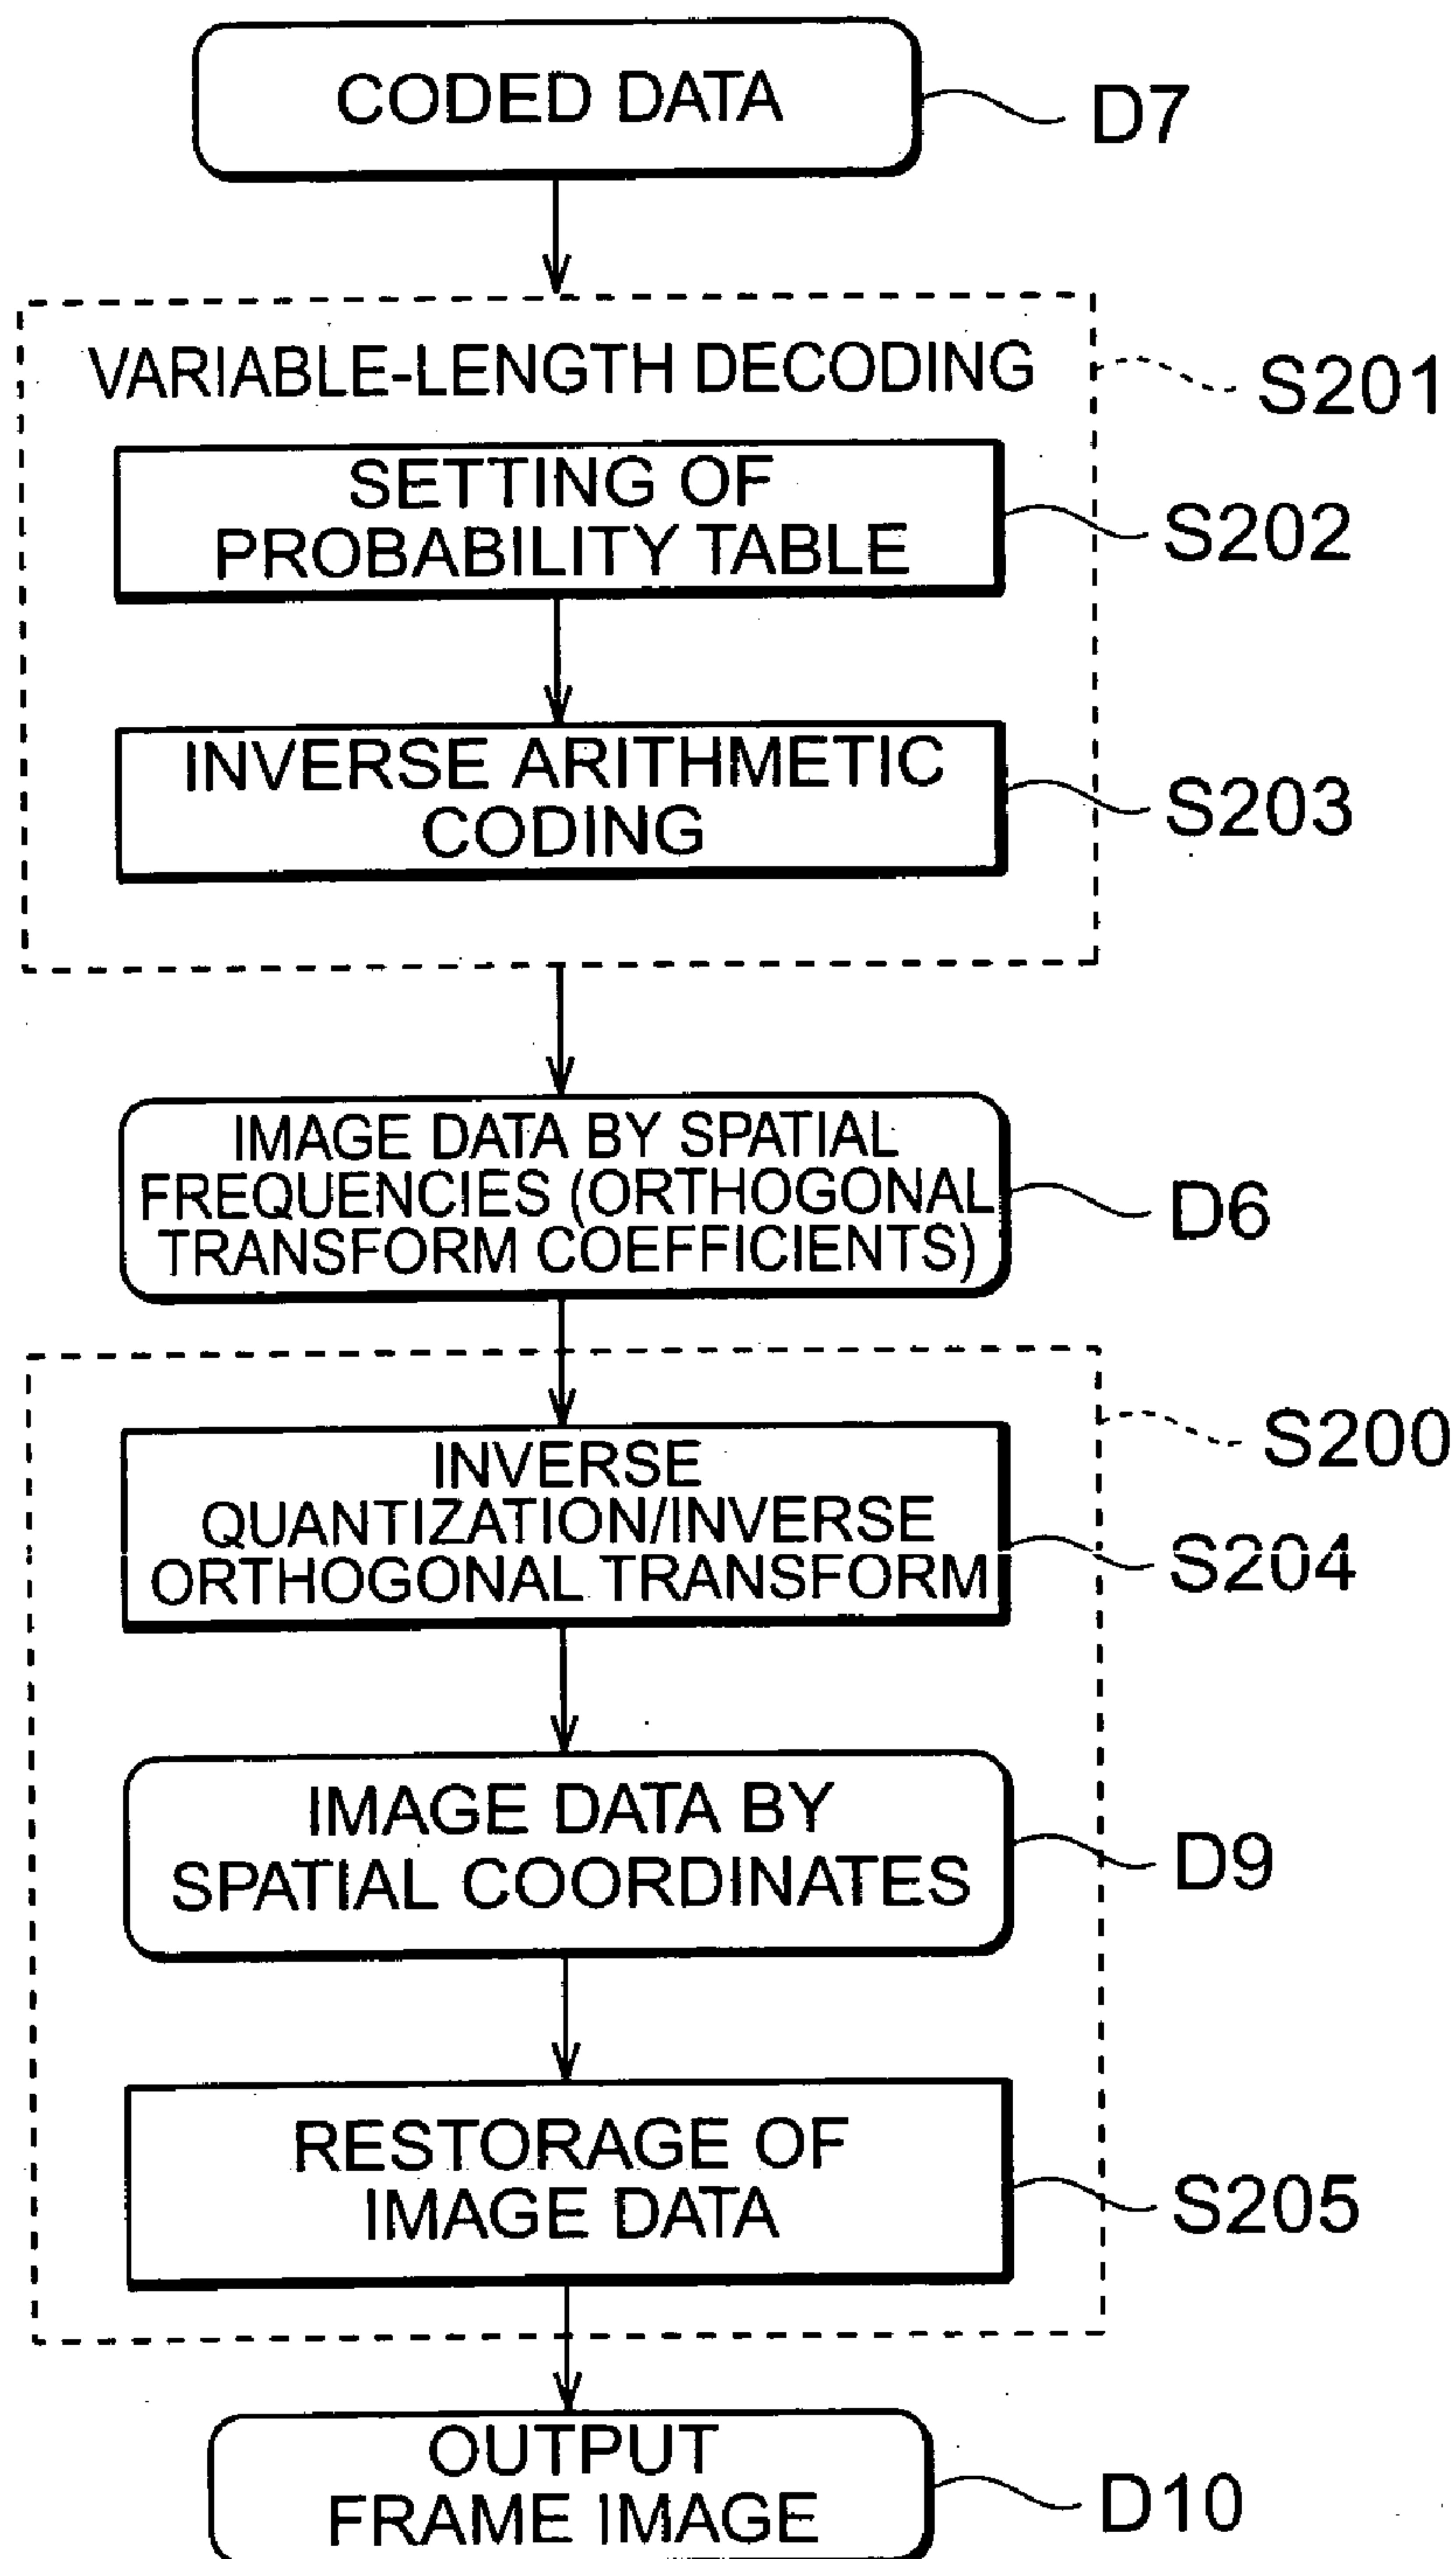 CODED DATA
D7
VARIABLE-LENGTH DECODING
S201
SETTING OF
PROBABILITY TABLE
S202
INVERSE ARITHMETIC
CODING
S203
IMAGE DATA BY SPATIAL
FREQUENCIES (ORTHOGONAL
TRANSFORM COEFFICIENTS)
D6
S200
INVERSE
QUANTIZATION/INVERSE
ORTHOGONAL TRANSFORM
S204
IMAGE DATA BY
SPATIAL COORDINATES
D9
RESTORAGE OF
IMAGE DATA
S205
OUTPUT
FRAME IMAGE
D10